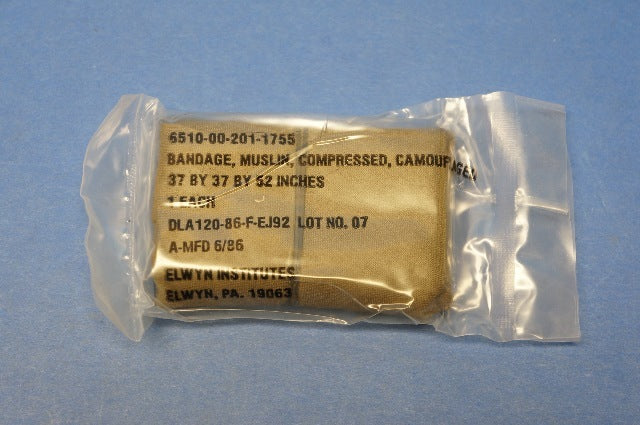 6510-00-201-1755
BANDAGE, MUSLIN, COMPRESSED, CAMOUFLAGED,
37 BY 37 BY 52 INCHES
1 EACH
DLA120-86-F-EJ92 LOT NO. 07
A-MFD 6/86
ELWYN INSTITUTES
ELWYN, PA. 19063